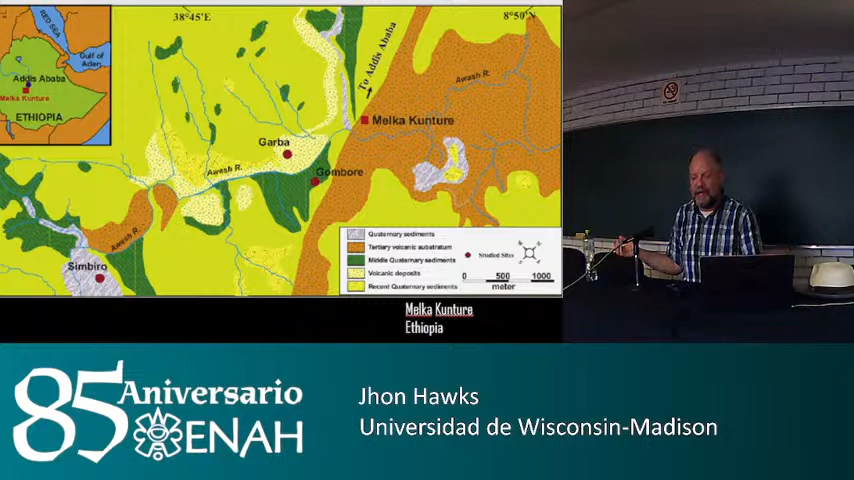 38°45'E
8°50'N
RED SEA
Gulf of
Aden
Addis Ababa
Melka Kunture
ETHIOPIA
To Addis Ababa
Awash R.
Melka Kunture
Garba
Awash R.
Gombore
Awash R.
Simbiro
Quaternary sediments
Tertiary volcanic substratum
Middle Quaternary sediments
Volcanic deposits
Recent Quaternary sediments
Studied Sites
0 500 1000
meter
Melka Kunture
Ethiopia
85 Aniversario
ENAH
Jhon Hawks
Universidad de Wisconsin-Madison